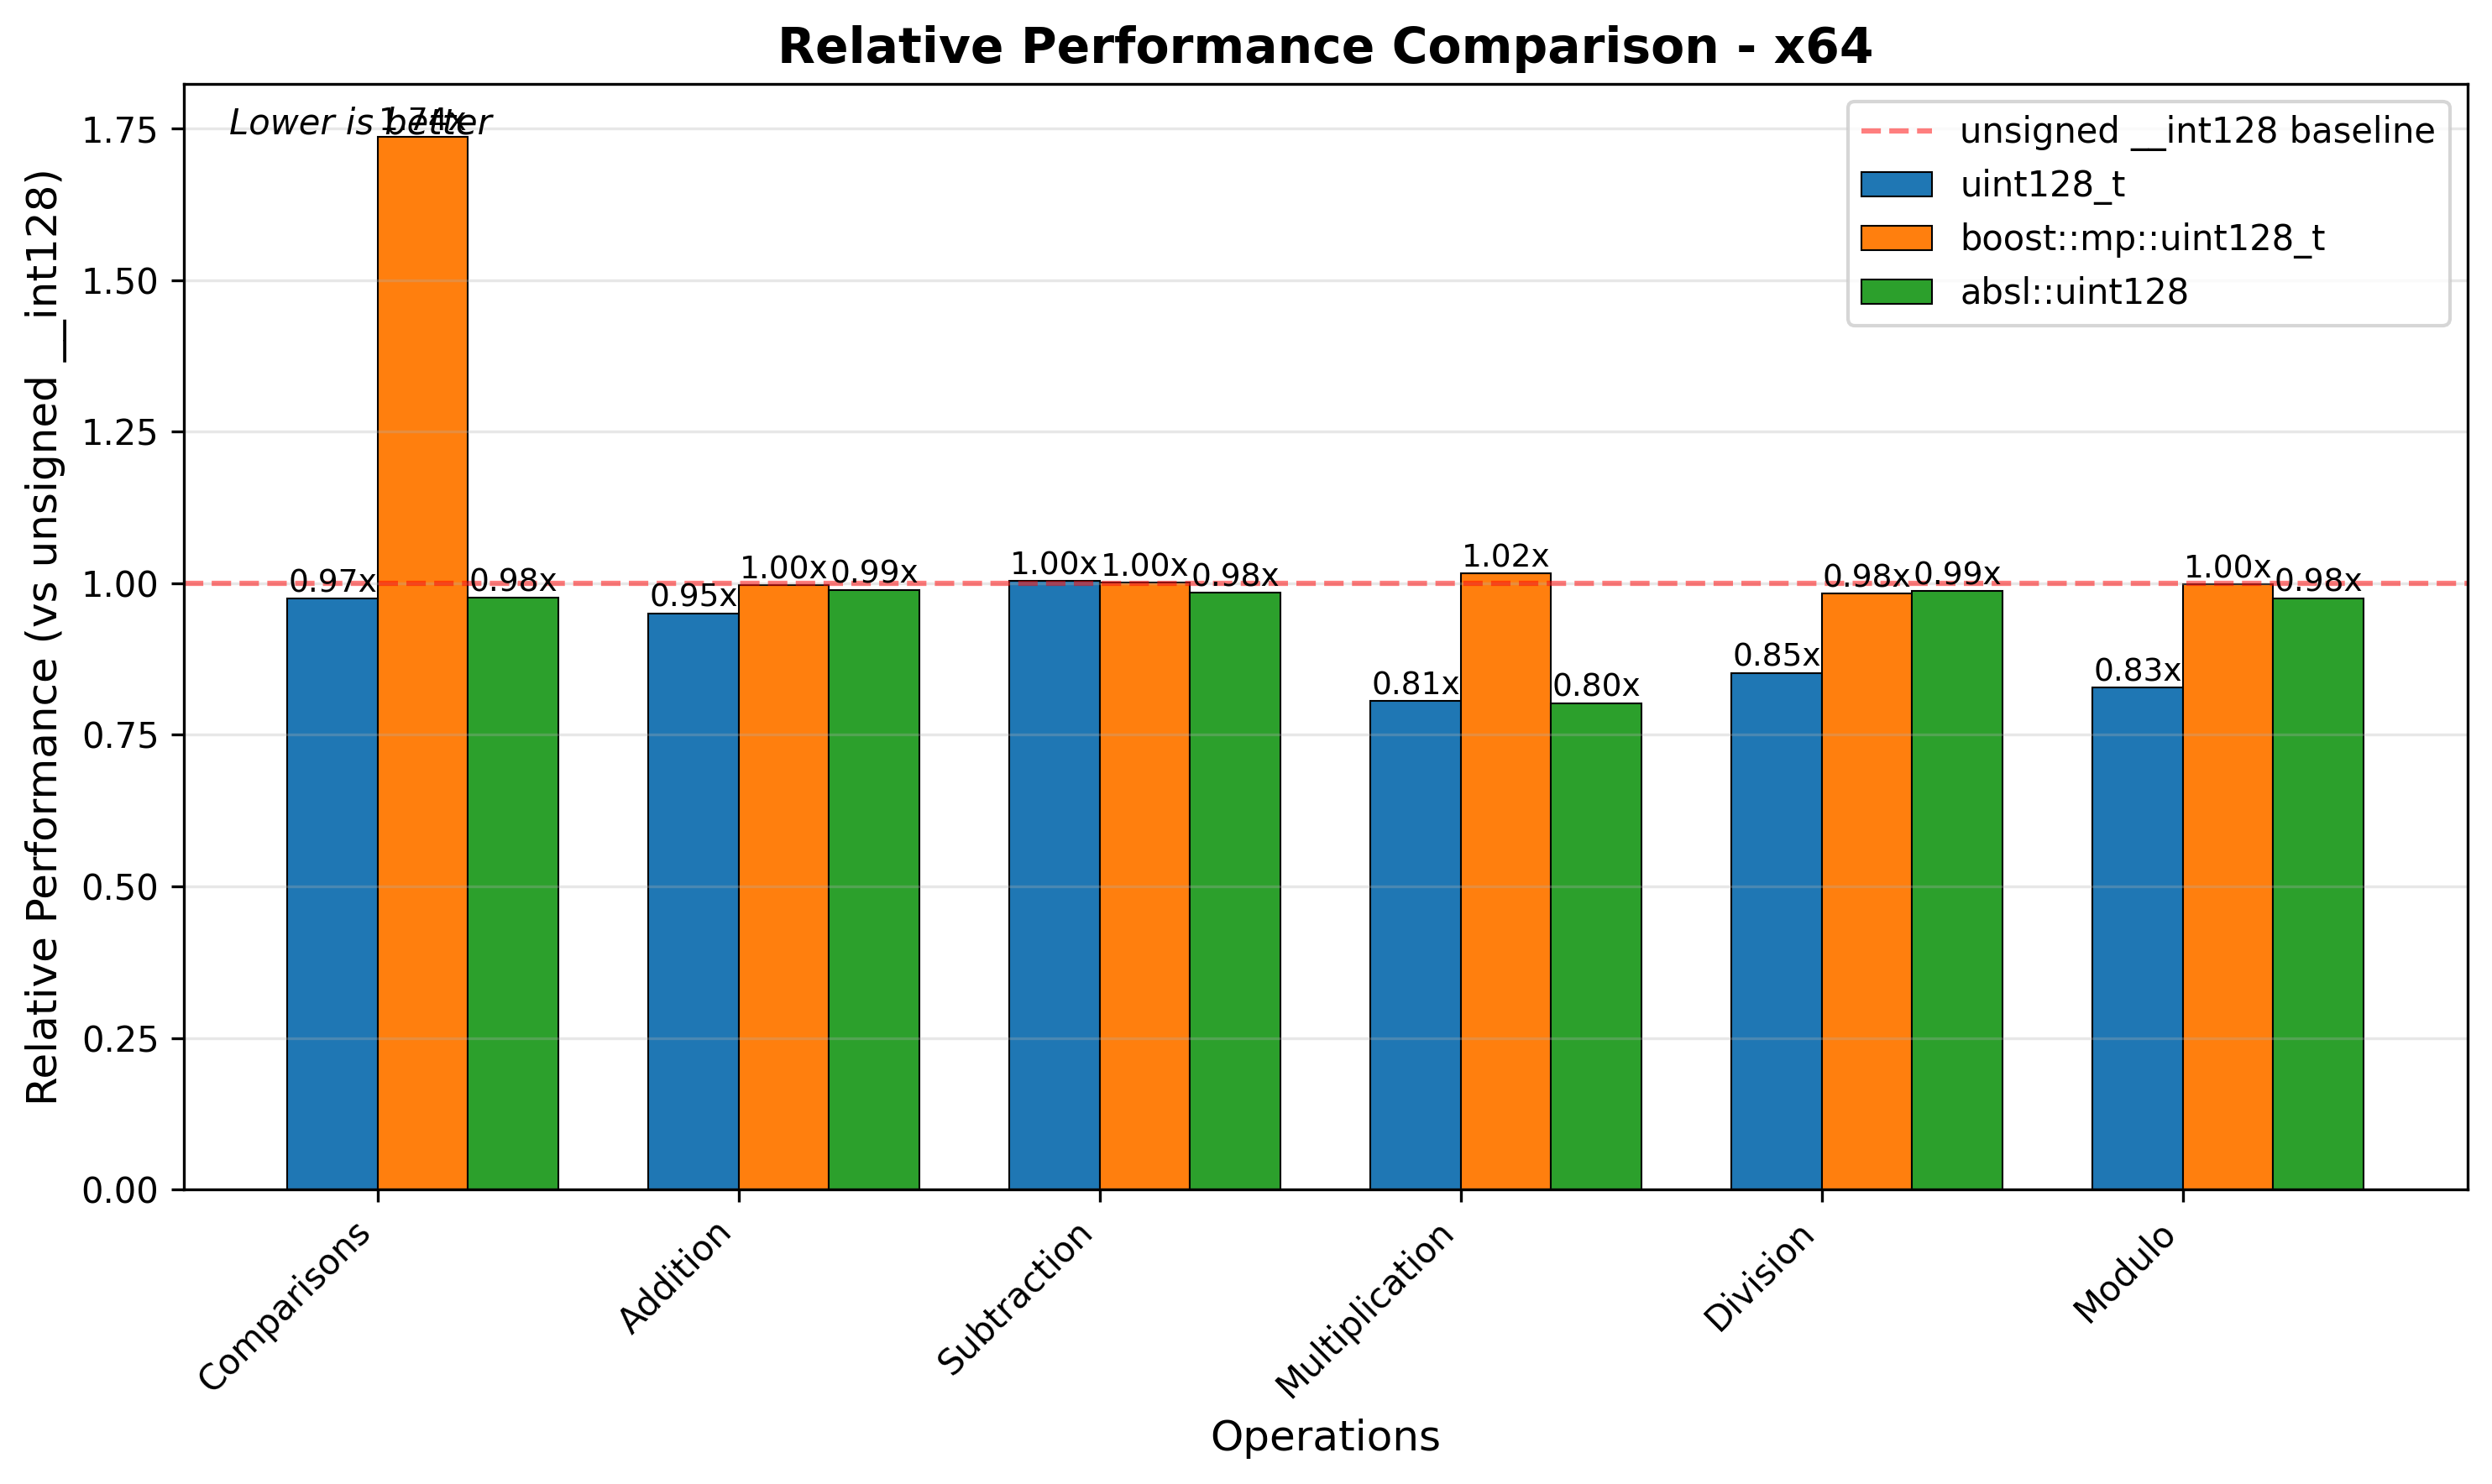 Relative Performance Comparison - x64
Lower is better
unsigned __int128 baseline
uint128_t
boost::mp::uint128_t
absl::uint128
Relative Performance (vs unsigned __int128)
1.75
1.50
1.25
1.00
0.75
0.50
0.25
0.00
0.97x
1.74x
0.98x
0.95x
1.00x
0.99x
1.00x
1.00x
0.98x
0.81x
1.02x
0.80x
0.85x
0.98x
0.99x
0.83x
1.00x
0.98x
Comparisons
Addition
Subtraction
Multiplication
Division
Modulo
Operations